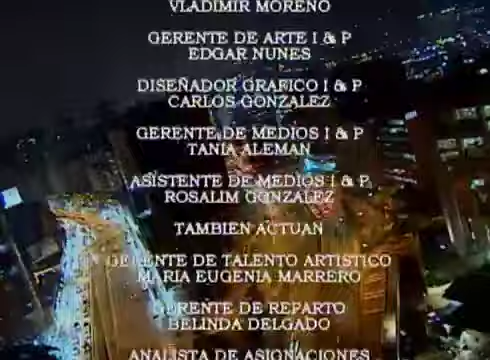 VLADIMIR MORENO
GERENTE DE ARTE I & P
EDGAR NUNES
DISEÑADOR GRAFICO I & P
CARLOS GONZALEZ
GERENTE DE MEDIOS I & P
TANIA ALEMAN
ASISTENTE DE MEDIOS I & P
ROSALIM GONZALEZ
TAMBIEN ACTUAN
GERENTE DE TALENTO ARTISTICO
MARIA EUGENIA MARRERO
GERENTE DE REPARTO
BELINDA DELGADO
ANALISTA DE ASIGNACIONES